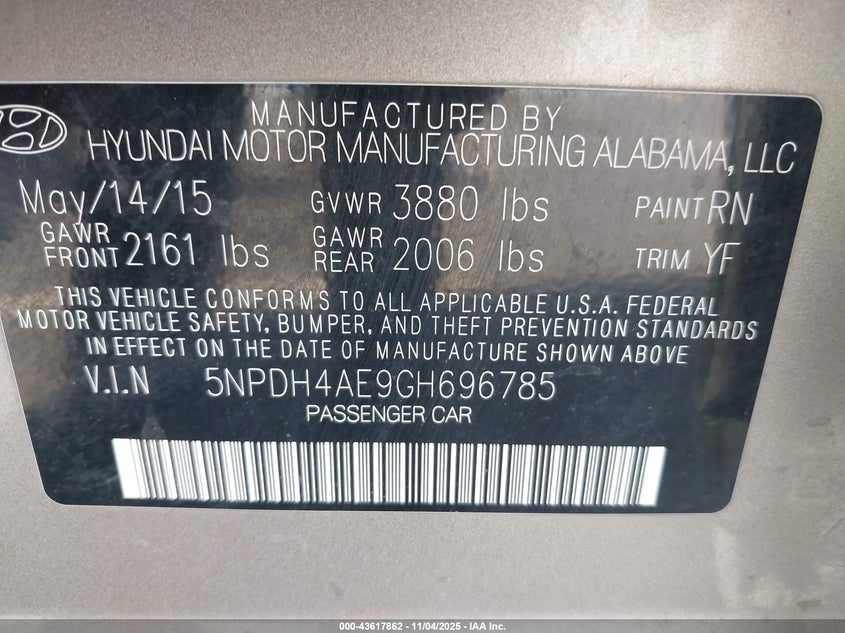 MANUFACTURED BY
HYUNDAI MOTOR MANUFACTURING ALABAMA, LLC
May/14/15 GVWR 3880 lbs PAINT RN
GAWR FRONT 2161 lbs GAWR REAR 2006 lbs TRIM YF
THIS VEHICLE CONFORMS TO ALL APPLICABLE U.S.A. FEDERAL
MOTOR VEHICLE SAFETY, BUMPER, AND THEFT PREVENTION STANDARDS
IN EFFECT ON THE DATE OF MANUFACTURE SHOWN ABOVE
V.I.N 5NPDH4AE9GH696785
PASSENGER CAR
000-43617862 - 11/04/2025 - IAA Inc.